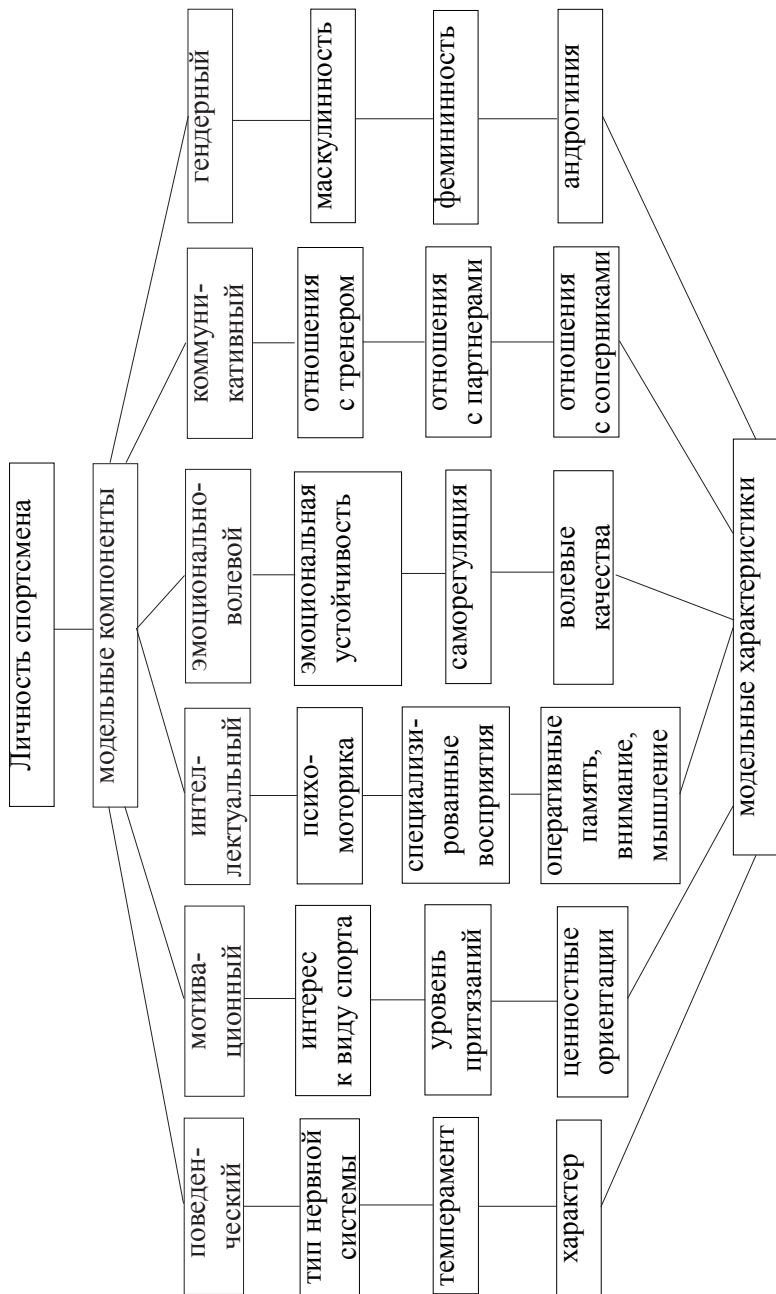 Личность спортсмена
модельные компоненты
поведен-
ческий
мотива-
ционный
интел-
лектуальный
эмоционально-
волевой
коммуни-
кативный
гендерный
тип нервной
системы
интерес
к виду спорта
психо-
моторика
эмоциональная
устойчивость
отношения
с тренером
маскулинность
темперамент
уровень
притязаний
специализи-
рованные
восприятия
саморегуляция
отношения
с партнерами
фемининность
характер
ценностные
ориентации
оперативные
память,
внимание,
мышление
волевые
качества
отношения
с соперниками
андрогиния
модельные характеристики